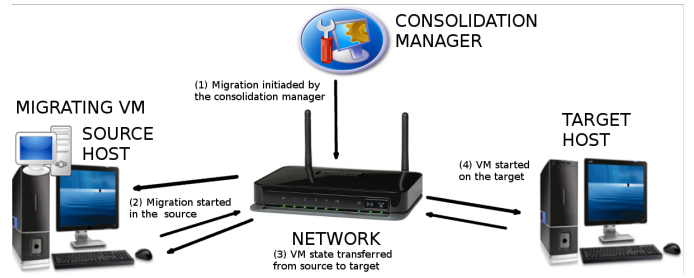 CONSOLIDATION
MANAGER
(1) Migration initiaded by
the consolidation manager
MIGRATING VM
SOURCE
HOST
TARGET
HOST
(4) VM started
on the target
(2) Migration started
in the source
NETWORK
(3) VM state transferred
from source to target